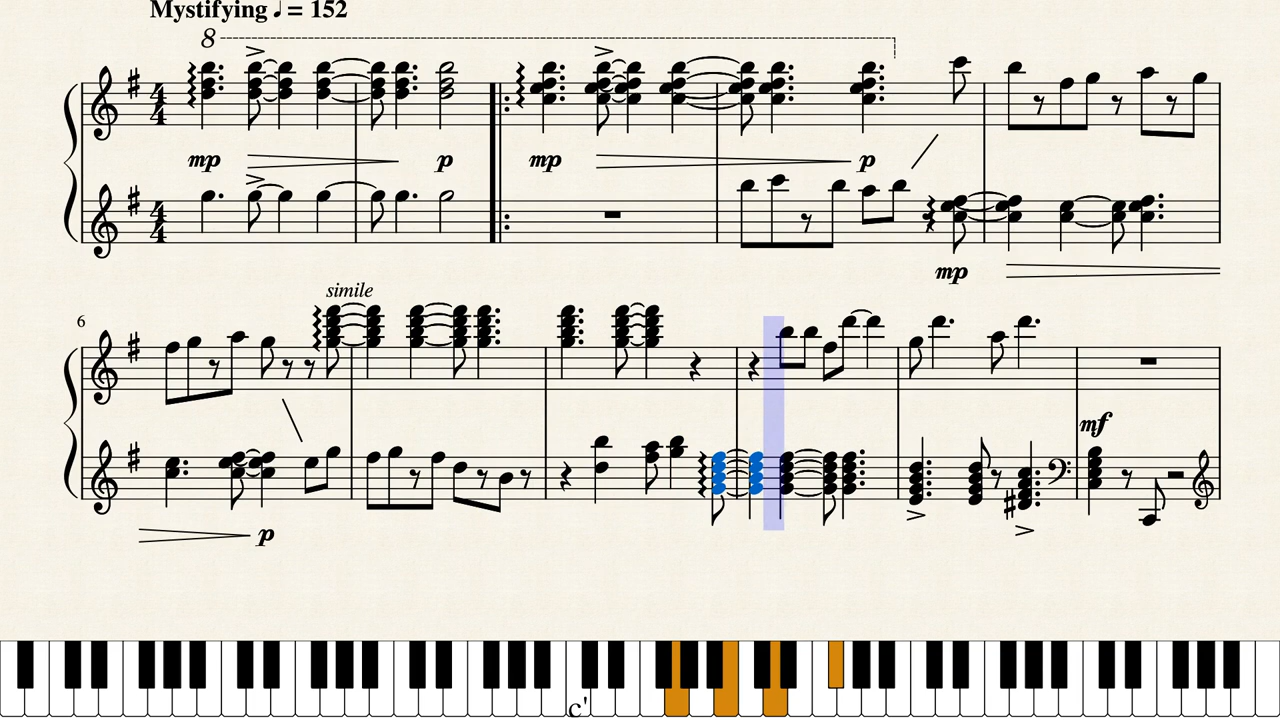 Mystifying ♩ = 152
8
mp p mp p
mp
simile
6
mf
p
c'